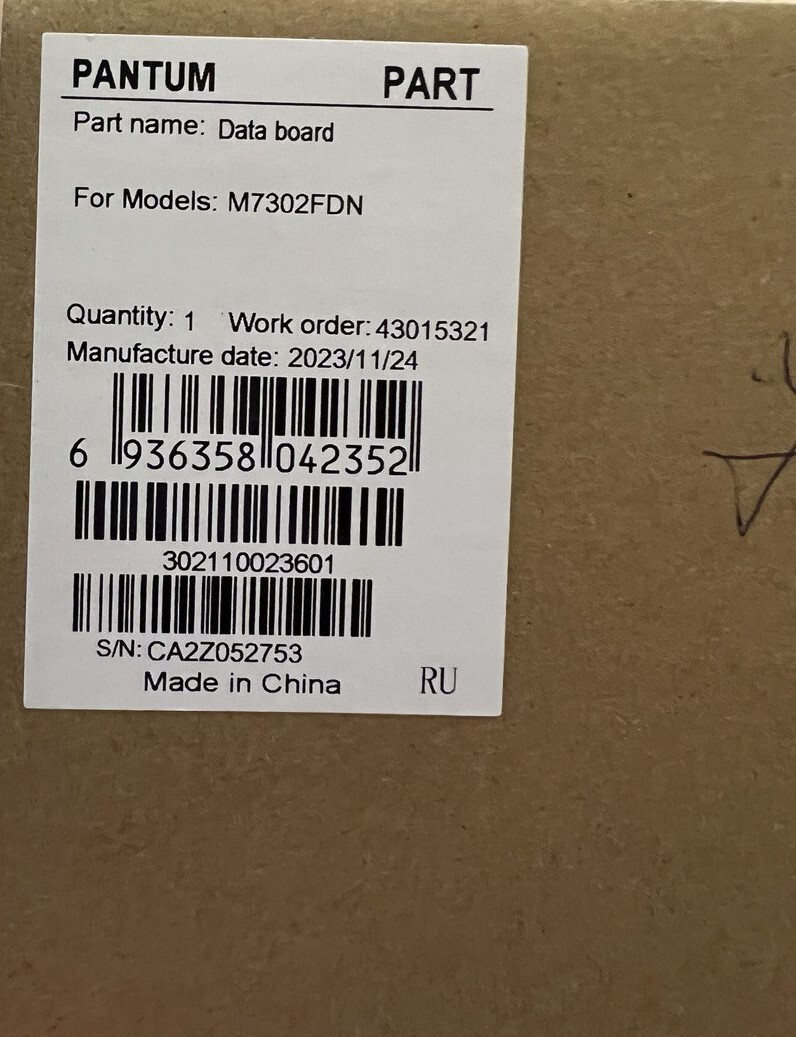 PANTUM PART
Part name: Data board
For Models: M7302FDN
Quantity: 1 Work order: 43015321
Manufacture date: 2023/11/24
6 936358 042352
302110023601
S/N: CA2Z052753
Made in China RU